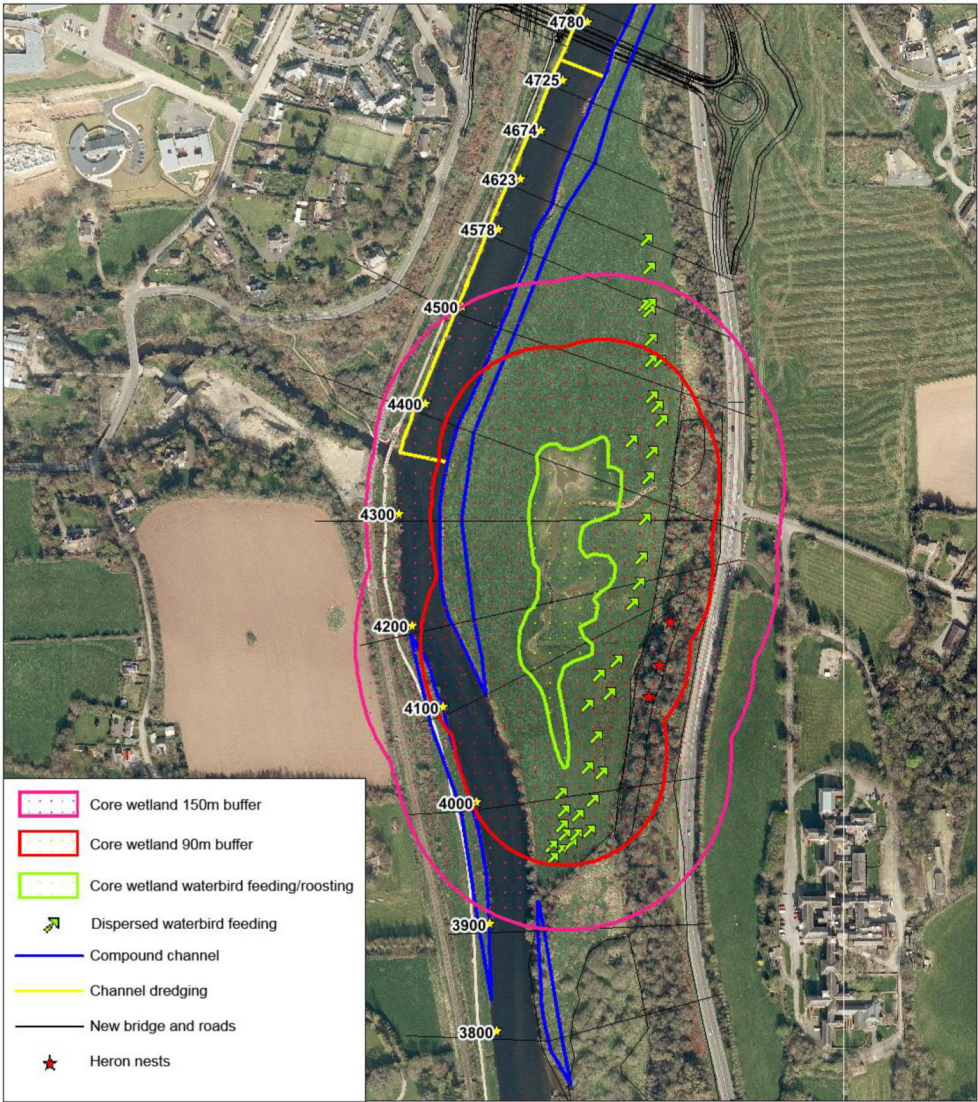 4780
4725
4674
4623
4578
4500
4400
4300
4200
4100
4000
3900
3800
Core wetland 150m buffer
Core wetland 90m buffer
Core wetland waterbird feeding/roosting
Dispersed waterbird feeding
Compound channel
Channel dredging
New bridge and roads
Heron nests